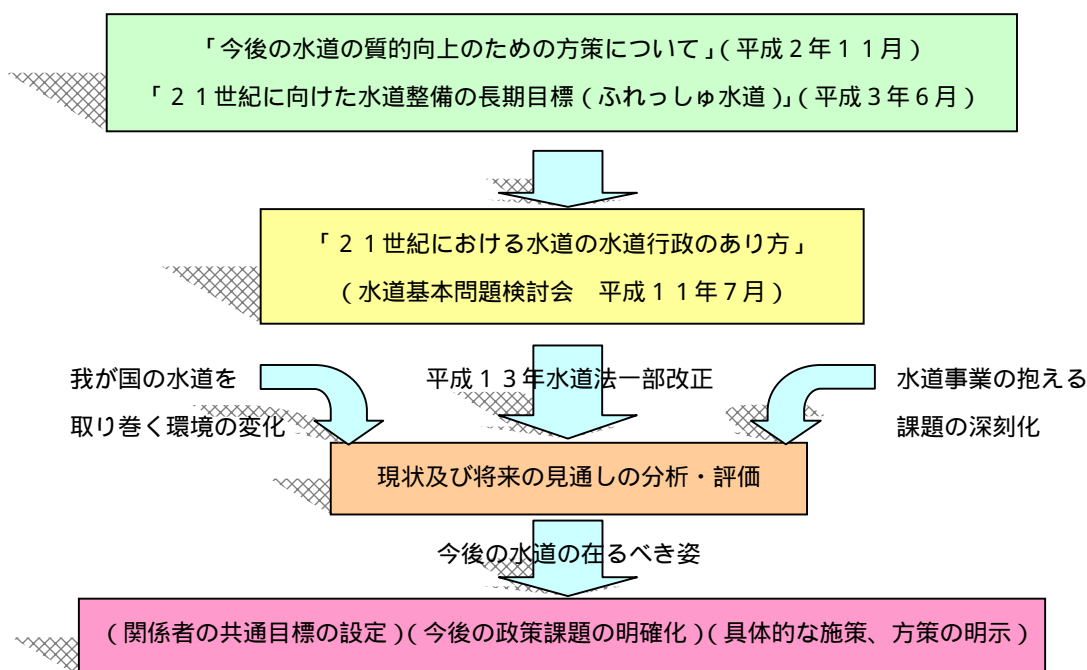 「今後の水道の質的向上のための方策について」(平成２年１１月)
「２１世紀に向けた水道整備の長期目標(ふれっしゅ水道)」(平成３年６月)
「２１世紀における水道の水道行政のあり方」
(水道基本問題検討会　平成１１年７月)
我が国の水道を
取り巻く環境の変化
平成１３年水道法一部改正
水道事業の抱える
課題の深刻化
現状及び将来の見通しの分析・評価
今後の水道の在るべき姿
(関係者の共通目標の設定)(今後の政策課題の明確化)(具体的な施策、方策の明示)